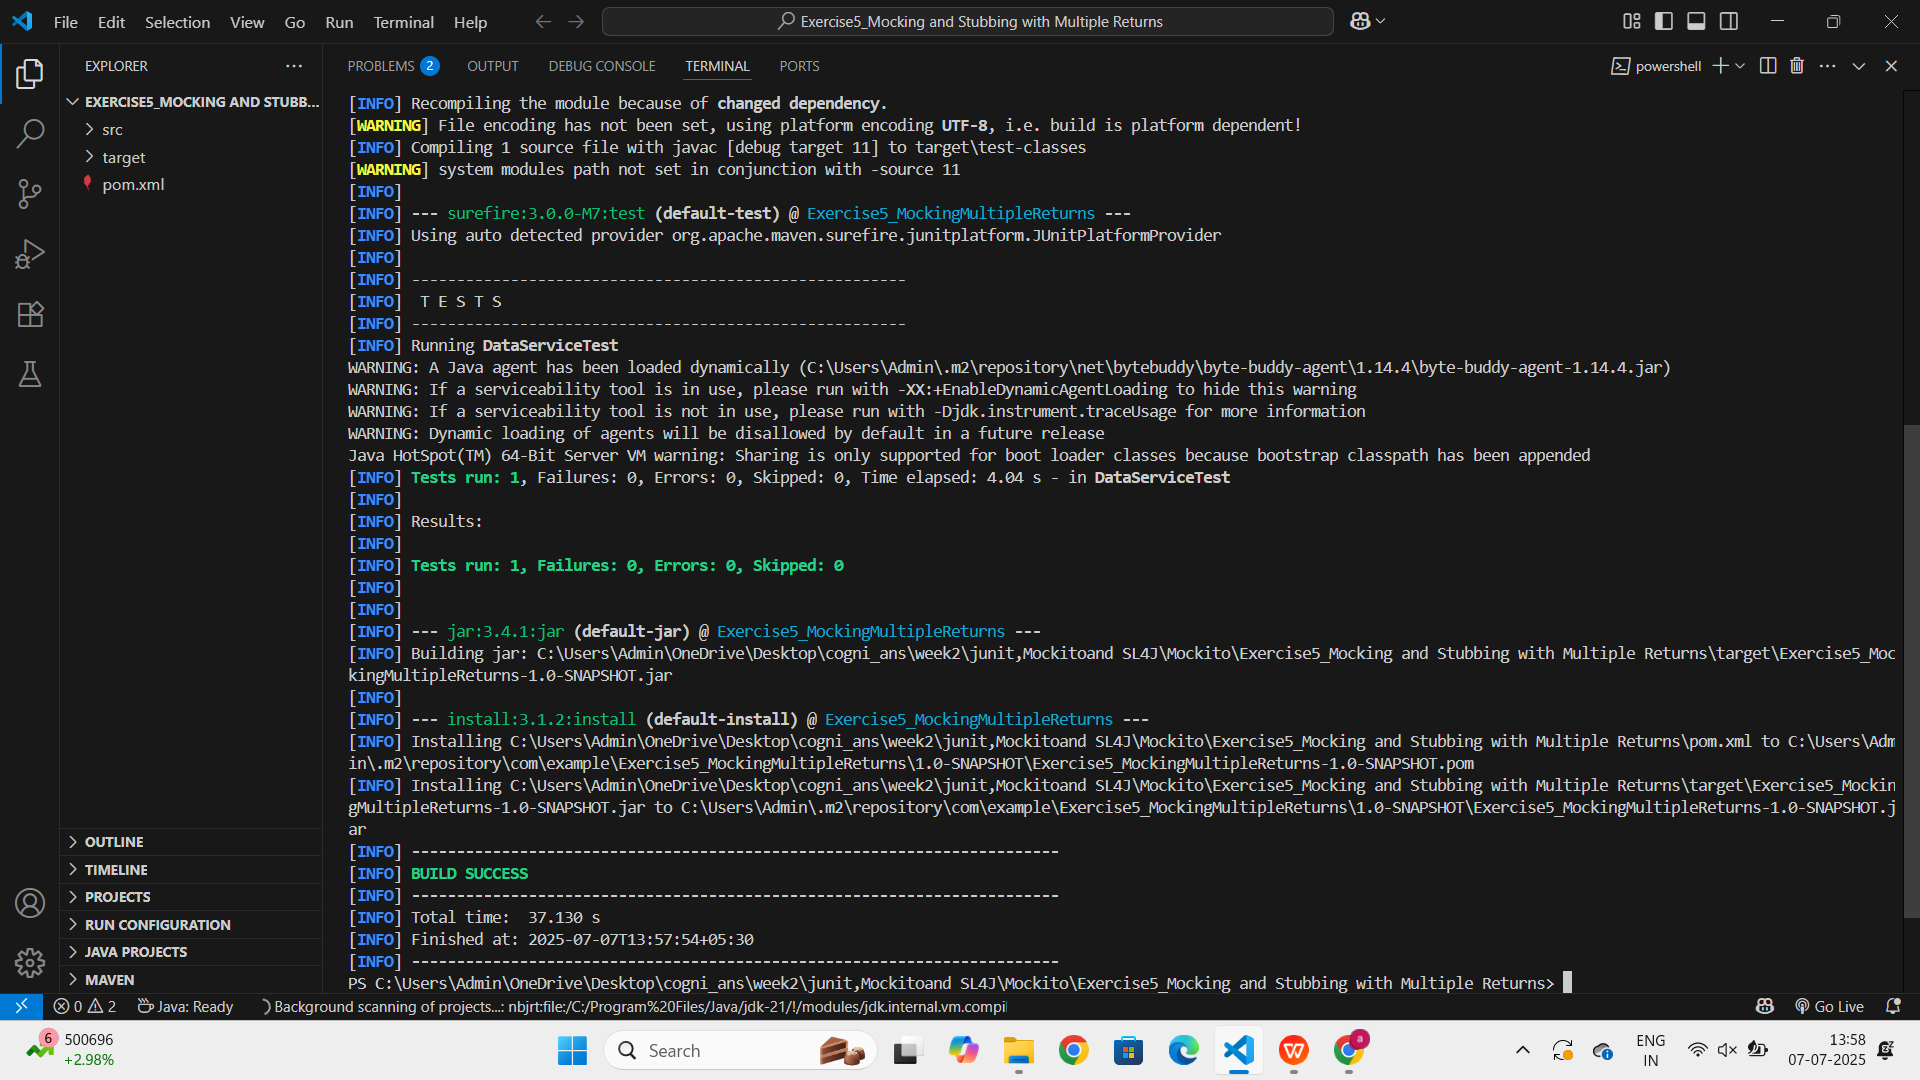 File Edit Selection View Go Run Terminal Help
Exercise5_Mocking and Stubbing with Multiple Returns
EXPLORER
EXERCISE5_MOCKING AND STUBB...
src
target
pom.xml
OUTLINE
TIMELINE
PROJECTS
RUN CONFIGURATION
JAVA PROJECTS
MAVEN
PROBLEMS 2 OUTPUT DEBUG CONSOLE TERMINAL PORTS
powershell
[INFO] Recompiling the module because of changed dependency.
[WARNING] File encoding has not been set, using platform encoding UTF-8, i.e. build is platform dependent!
[INFO] Compiling 1 source file with javac [debug target 11] to target\test-classes
[WARNING] system modules path not set in conjunction with -source 11
[INFO]
[INFO] --- surefire:3.0.0-M7:test (default-test) @ Exercise5_MockingMultipleReturns ---
[INFO] Using auto detected provider org.apache.maven.surefire.junitplatform.JUnitPlatformProvider
[INFO]
[INFO] -------------------------------------------------------
[INFO]  T E S T S
[INFO] -------------------------------------------------------
[INFO] Running DataServiceTest
WARNING: A Java agent has been loaded dynamically (C:\Users\Admin\.m2\repository\net\bytebuddy\byte-buddy-agent\1.14.4\byte-buddy-agent-1.14.4.jar)
WARNING: If a serviceability tool is in use, please run with -XX:+EnableDynamicAgentLoading to hide this warning
WARNING: If a serviceability tool is not in use, please run with -Djdk.instrument.traceUsage for more information
WARNING: Dynamic loading of agents will be disallowed by default in a future release
Java HotSpot(TM) 64-Bit Server VM warning: Sharing is only supported for boot loader classes because bootstrap classpath has been appended
[INFO] Tests run: 1, Failures: 0, Errors: 0, Skipped: 0, Time elapsed: 4.04 s - in DataServiceTest
[INFO]
[INFO] Results:
[INFO]
[INFO] Tests run: 1, Failures: 0, Errors: 0, Skipped: 0
[INFO]
[INFO]
[INFO] --- jar:3.4.1:jar (default-jar) @ Exercise5_MockingMultipleReturns ---
[INFO] Building jar: C:\Users\Admin\OneDrive\Desktop\cogni_ans\week2\junit,Mockitoand SL4J\Mockito\Exercise5_Mocking and Stubbing with Multiple Returns\target\Exercise5_Moc
kingMultipleReturns-1.0-SNAPSHOT.jar
[INFO]
[INFO] --- install:3.1.2:install (default-install) @ Exercise5_MockingMultipleReturns ---
[INFO] Installing C:\Users\Admin\OneDrive\Desktop\cogni_ans\week2\junit,Mockitoand SL4J\Mockito\Exercise5_Mocking and Stubbing with Multiple Returns\pom.xml to C:\Users\Adm
in\.m2\repository\com\example\Exercise5_MockingMultipleReturns\1.0-SNAPSHOT\Exercise5_MockingMultipleReturns-1.0-SNAPSHOT.pom
[INFO] Installing C:\Users\Admin\OneDrive\Desktop\cogni_ans\week2\junit,Mockitoand SL4J\Mockito\Exercise5_Mocking and Stubbing with Multiple Returns\target\Exercise5_Mockin
gMultipleReturns-1.0-SNAPSHOT.jar to C:\Users\Admin\.m2\repository\com\example\Exercise5_MockingMultipleReturns\1.0-SNAPSHOT\Exercise5_MockingMultipleReturns-1.0-SNAPSHOT.j
ar
[INFO] ------------------------------------------------------------------------
[INFO] BUILD SUCCESS
[INFO] ------------------------------------------------------------------------
[INFO] Total time:  37.130 s
[INFO] Finished at: 2025-07-07T13:57:54+05:30
[INFO] ------------------------------------------------------------------------
PS C:\Users\Admin\OneDrive\Desktop\cogni_ans\week2\junit,Mockitoand SL4J\Mockito\Exercise5_Mocking and Stubbing with Multiple Returns>
0 2 Java: Ready Background scanning of projects...: nbjrt:file:/C:/Program%20Files/Java/jdk-21/!/modules/jdk.internal.vm.compil Go Live
6 500696
+2.98%
Search
a
ENG
IN
13:58
07-07-2025